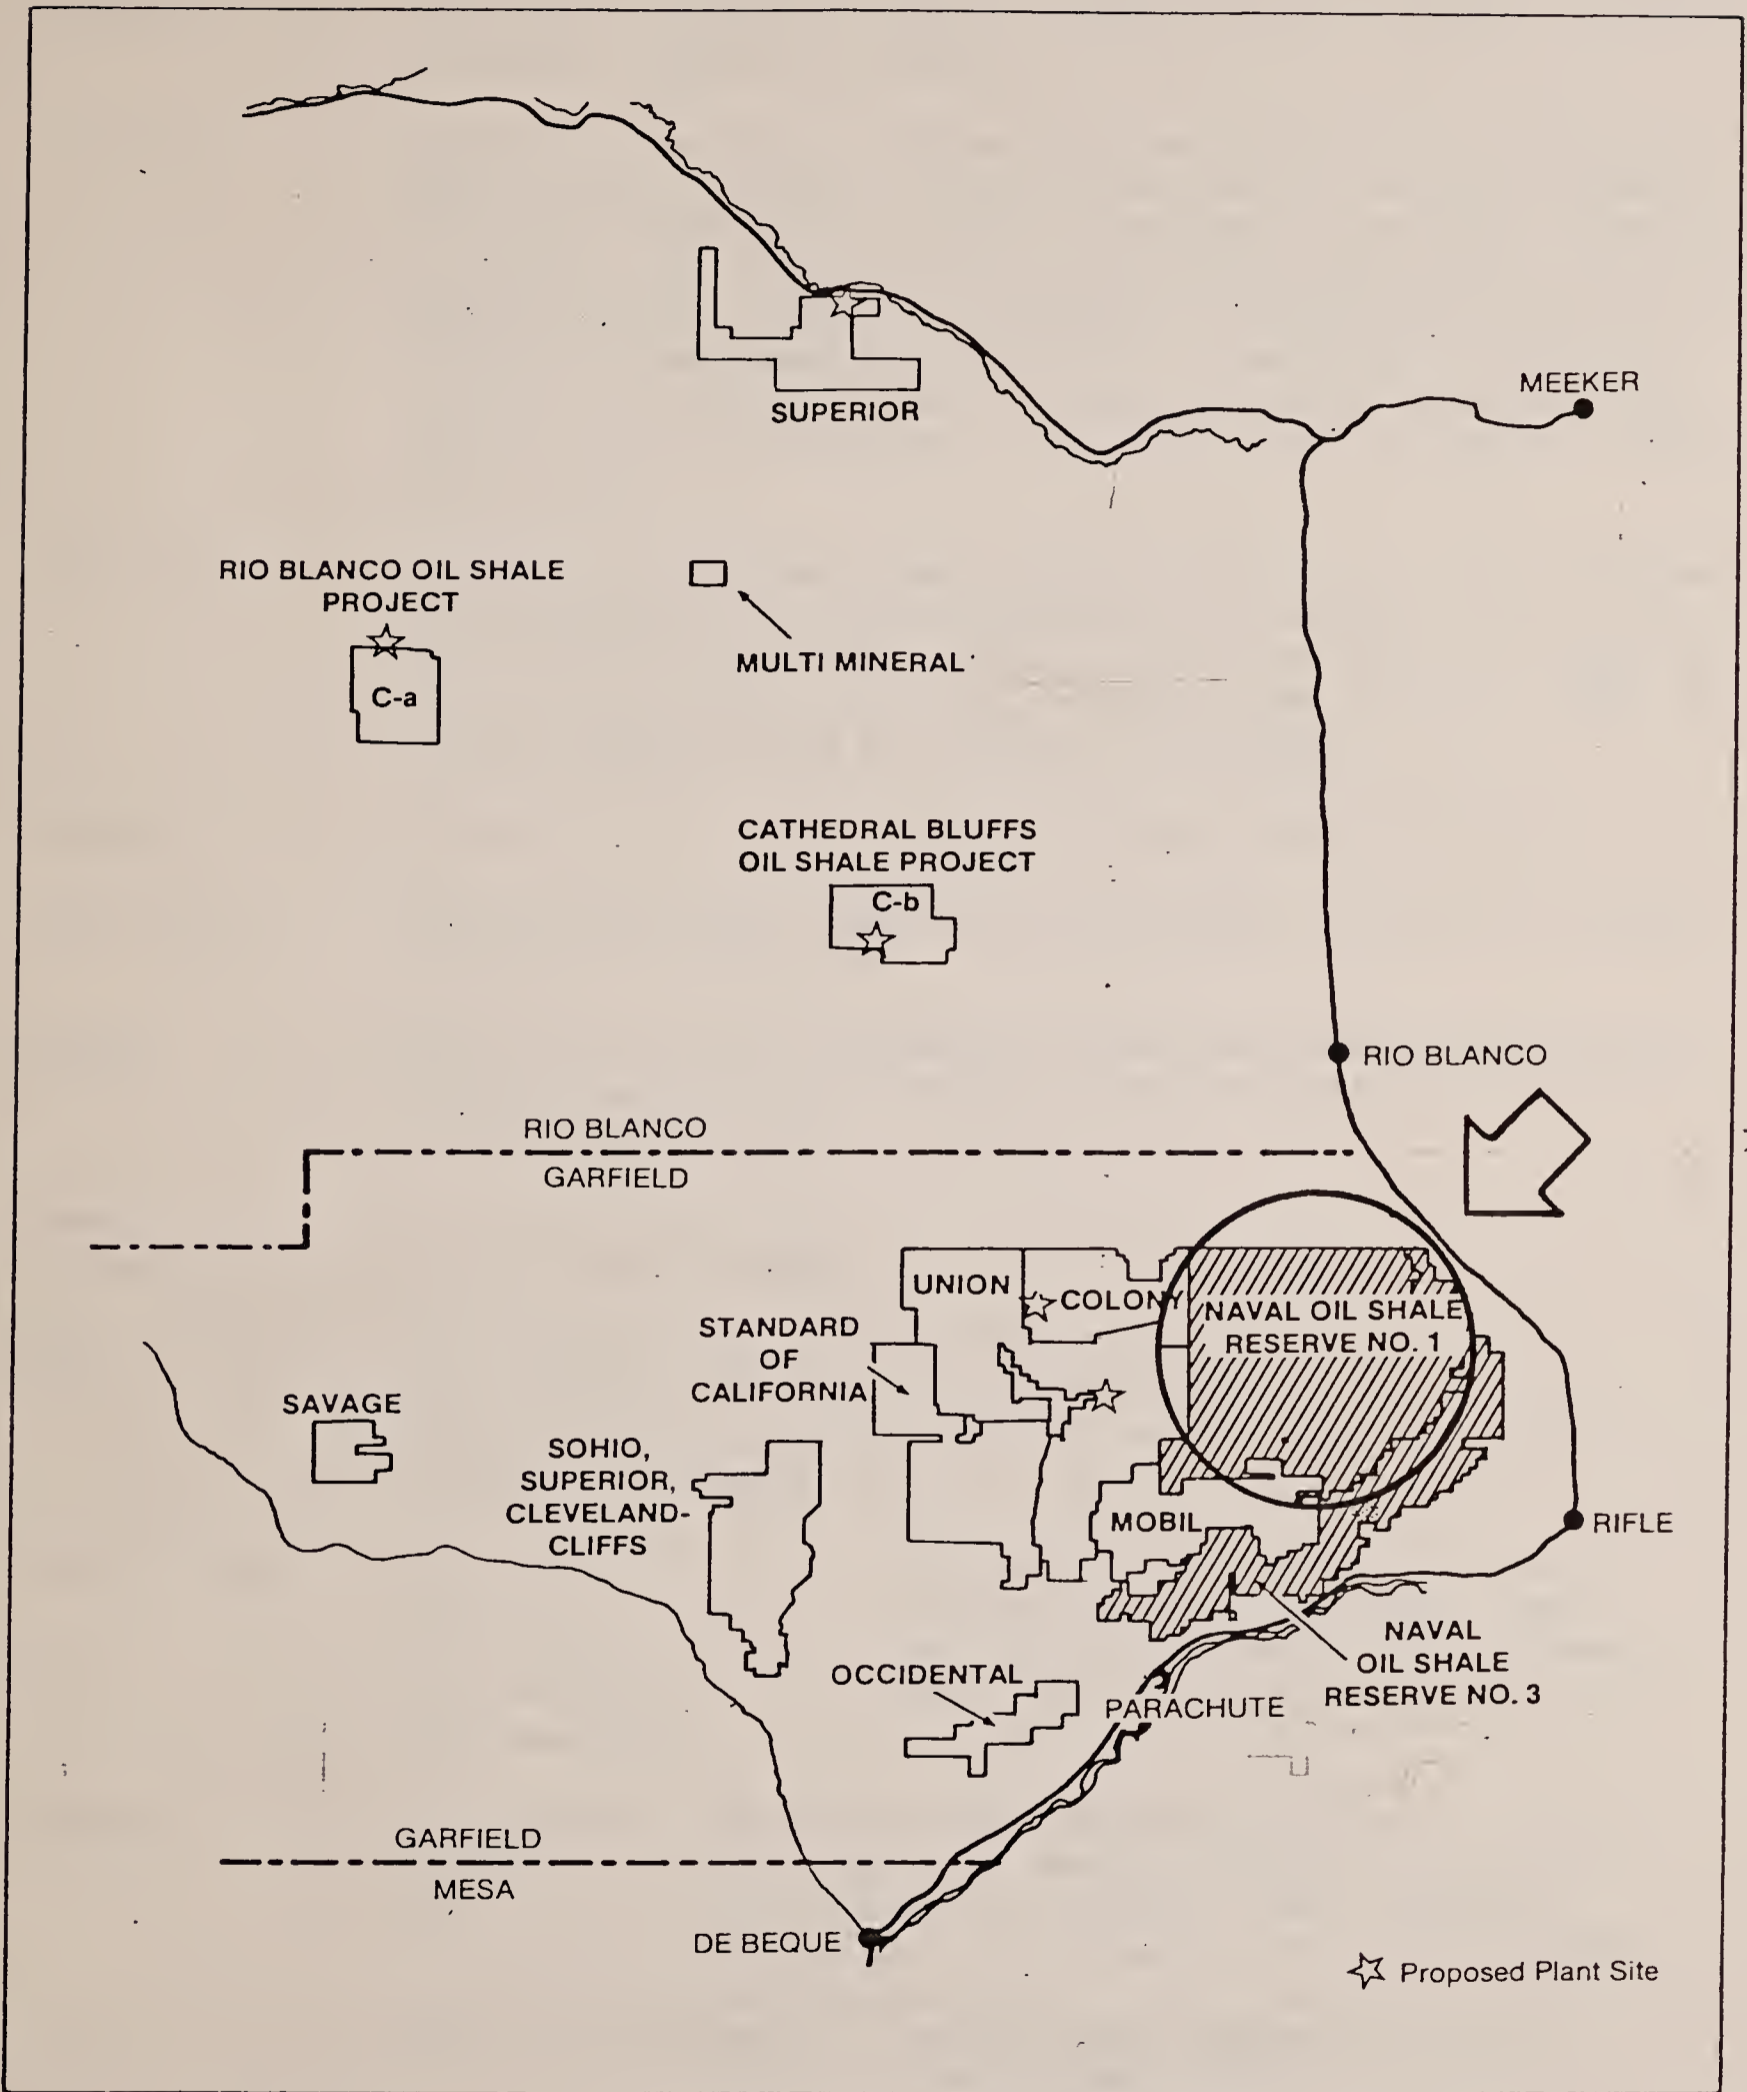 MEEKER
SUPERIOR
RIO BLANCO OIL SHALE
PROJECT
C-a
MULTI MINERAL
CATHEDRAL BLUFFS
OIL SHALE PROJECT
C-b
RIO BLANCO
RIO BLANCO
GARFIELD
UNION
COLONY
NAVAL OIL SHALE
RESERVE NO. 1
STANDARD
OF
CALIFORNIA
SAVAGE
SOHIO,
SUPERIOR,
CLEVELAND-
CLIFFS
MOBIL
RIFLE
NAVAL
OIL SHALE
RESERVE NO. 3
OCCIDENTAL
PARACHUTE
GARFIELD
MESA
DE BEQUE
Proposed Plant Site